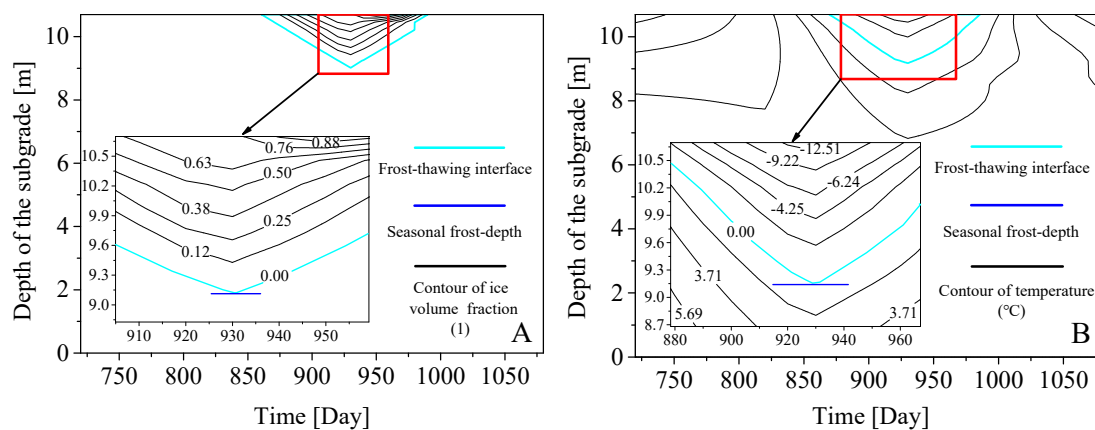 10
8
6
4
2
0
Depth of the subgrade [m]
750 800 850 900 950 1000 1050
Time [Day]
10.5
10.2
9.9
9.6
9.3
9.0
910 920 930 940 950
0.63
0.76
0.88
0.50
0.38
0.25
0.12
0.00
Frost-thawing interface
Seasonal frost-depth
Contour of ice
volume fraction
(1)
A
10
8
6
4
2
0
Depth of the subgrade [m]
750 800 850 900 950 1000 1050
Time [Day]
10.5
10.2
9.9
9.6
9.3
9.0
8.7
880 900 920 940 960
-12.51
-9.22
-6.24
-4.25
0.00
3.71
5.69
3.71
Frost-thawing interface
Seasonal frost-depth
Contour of temperature
(℃)
B